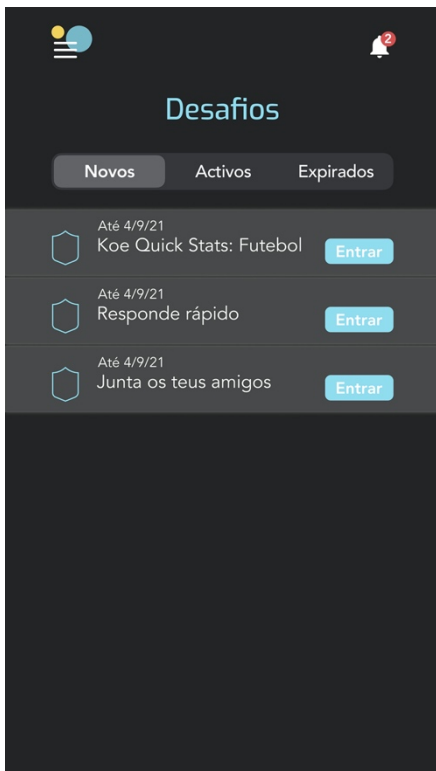 2
Desafios
Novos Activos Expirados
Até 4/9/21
Koe Quick Stats: Futebol
Entrar
Até 4/9/21
Responde rápido
Entrar
Até 4/9/21
Junta os teus amigos
Entrar